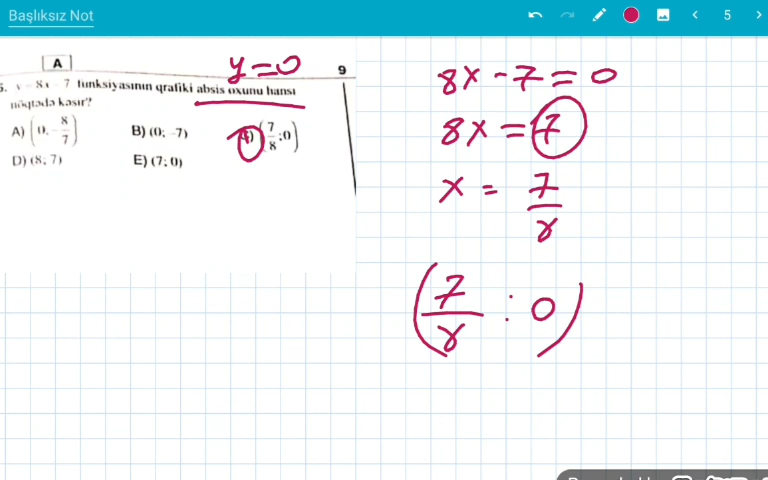 Başlıksız Not
5
A
9
y=0
5. y = 8x - 7 funksiyasının qrafiki absis oxunu hansı
nöqtədə kəsir?
A) (0; -8/7) B) (0; -7) C) (7/8; 0)
D) (8; 7) E) (7; 0)
8x - 7 = 0
8x = 7
x = 7/8
(7/8 ; 0)